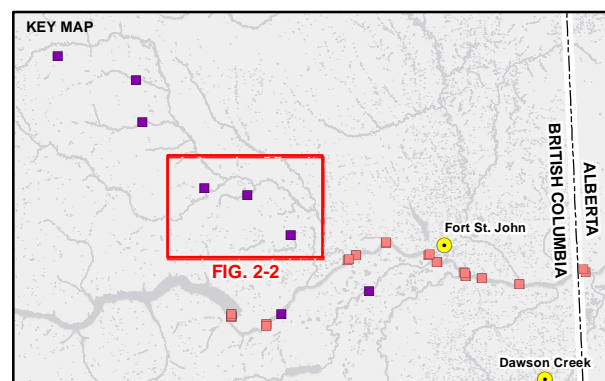 KEY MAP
BRITISH COLUMBIA
ALBERTA
Fort St. John
FIG. 2-2
Dawson Creek